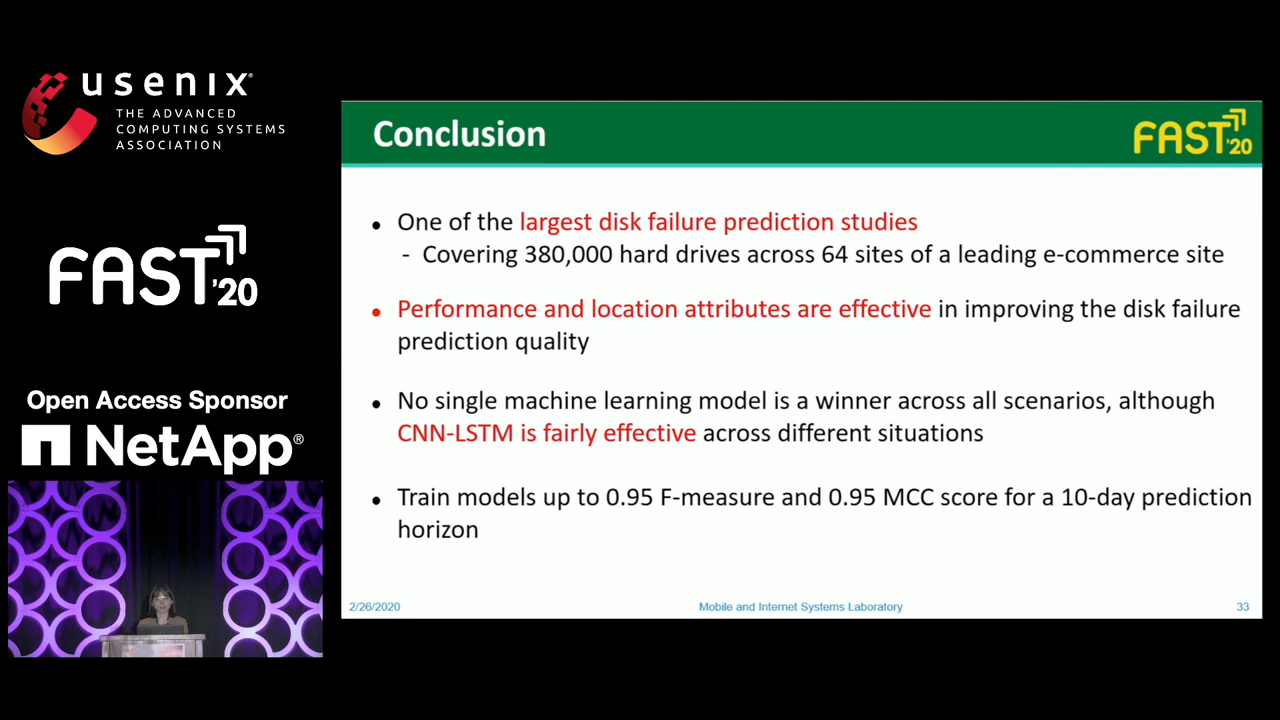 usenix®
THE ADVANCED
COMPUTING SYSTEMS
ASSOCIATION
FAST'20
Open Access Sponsor
NetApp®
Conclusion
FAST'20
• One of the largest disk failure prediction studies
- Covering 380,000 hard drives across 64 sites of a leading e-commerce site
• Performance and location attributes are effective in improving the disk failure
prediction quality
• No single machine learning model is a winner across all scenarios, although
CNN-LSTM is fairly effective across different situations
• Train models up to 0.95 F-measure and 0.95 MCC score for a 10-day prediction
horizon
2/26/2020
Mobile and Internet Systems Laboratory
33